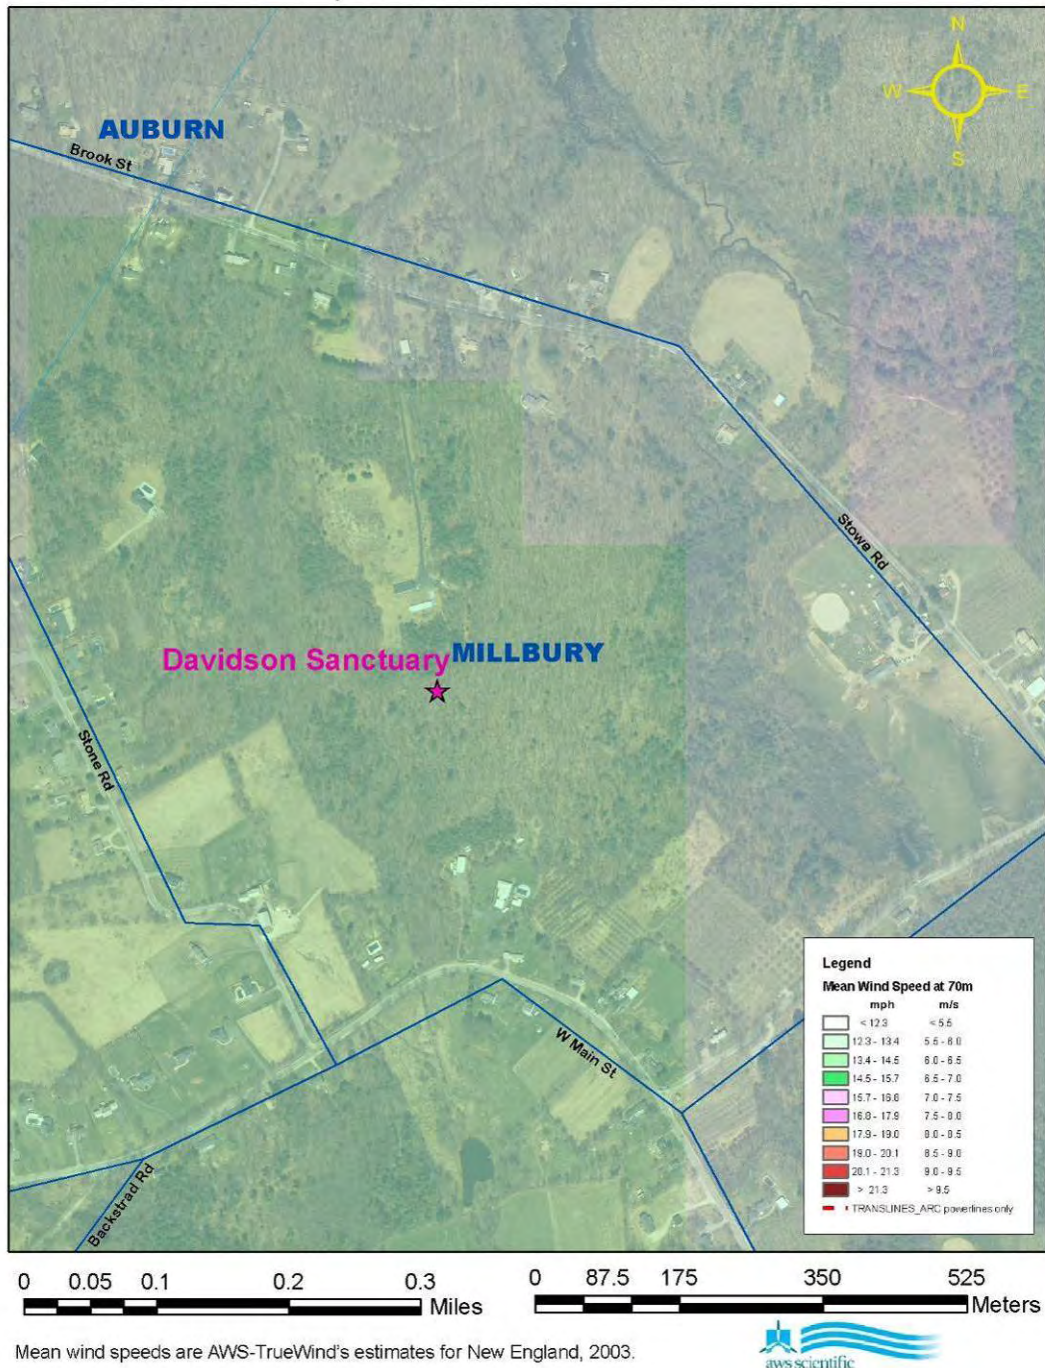 N
W E
S
AUBURN
Brook St
Stowe Rd
Davidson Sanctuary
MILLBURY
Stone Rd
W Main St
Backstrad Rd
Legend
Mean Wind Speed at 70m
mph m/s
< 12.3 < 5.5
12.3 - 13.4 5.5 - 6.0
13.4 - 14.5 6.0 - 6.5
14.5 - 15.7 6.5 - 7.0
15.7 - 16.8 7.0 - 7.5
16.8 - 17.9 7.5 - 8.0
17.9 - 19.0 8.0 - 8.5
19.0 - 20.1 8.5 - 9.0
20.1 - 21.3 9.0 - 9.5
> 21.3 > 9.5
TRANSLINES_ARC powerlines only
0 0.05 0.1 0.2 0.3
Miles
0 87.5 175 350 525
Meters
Mean wind speeds are AWS-TrueWind's estimates for New England, 2003.
aws scientific